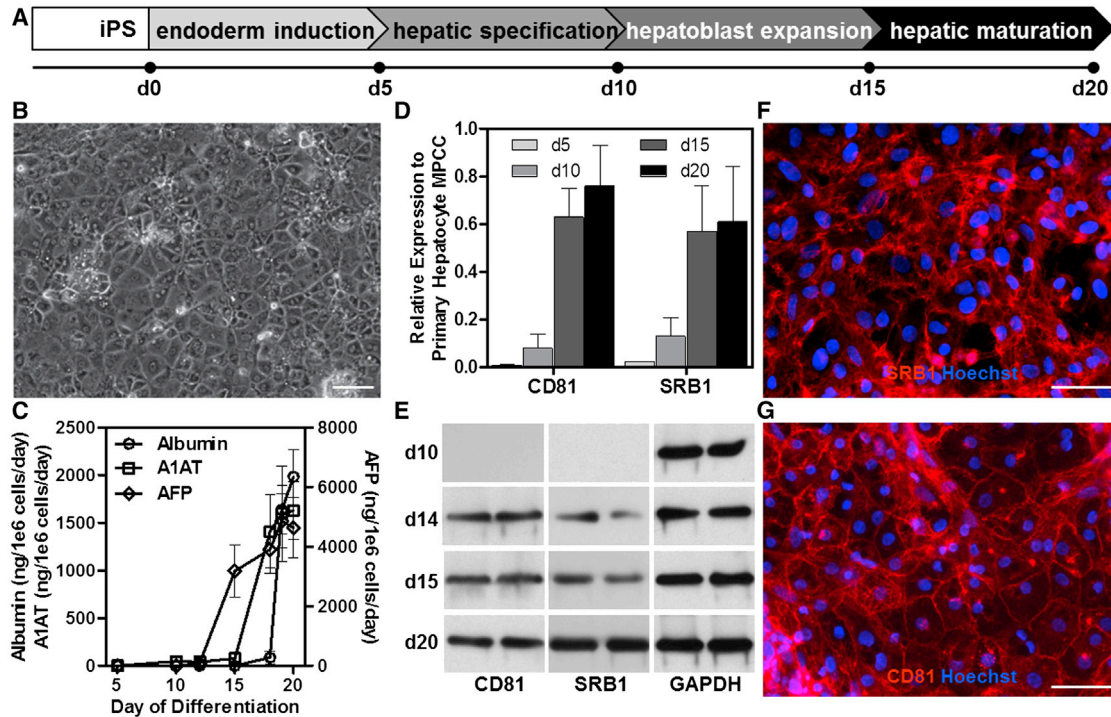 A
iPS
endoderm induction
hepatic specification
hepatoblast expansion
hepatic maturation
d0
d5
d10
d15
d20
B
C
2500
2000
1500
1000
500
0
Albumin (ng/1e6 cells/day)
A1AT (ng/1e6 cells/day)
Albumin
A1AT
AFP
8000
6000
4000
2000
0
AFP (ng/1e6 cells/day)
5
10
15
20
Day of Differentiation
D
1.0
0.8
0.6
0.4
0.2
0.0
Relative Expression to
Primary Hepatocyte MPCC
d5
d10
d15
d20
CD81
SRB1
E
d10
d14
d15
d20
CD81
SRB1
GAPDH
F
SRB1 Hoechst
G
CD81 Hoechst